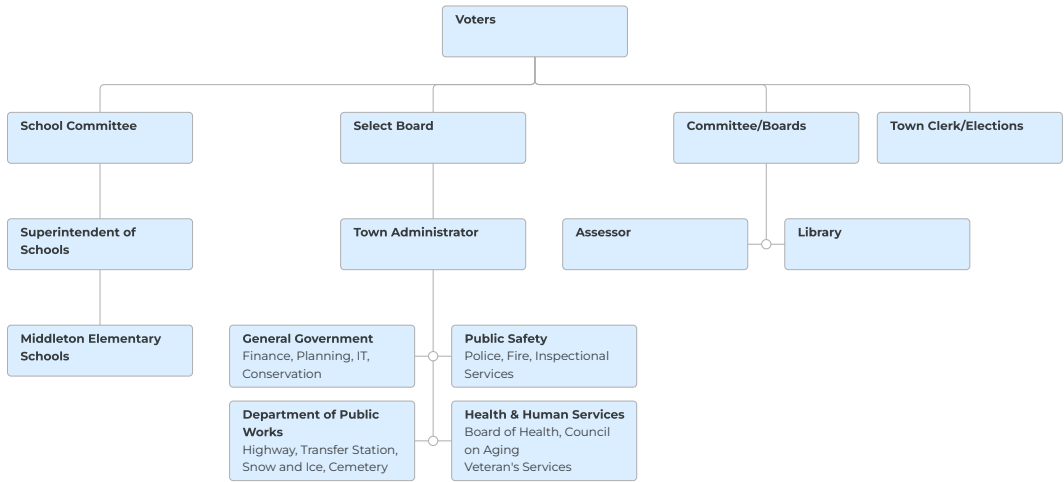 Voters
School Committee
Select Board
Committee/Boards
Town Clerk/Elections
Superintendent of
Schools
Town Administrator
Assessor
Library
Middleton Elementary
Schools
General Government
Finance, Planning, IT,
Conservation
Public Safety
Police, Fire, Inspectional
Services
Department of Public
Works
Highway, Transfer Station,
Snow and Ice, Cemetery
Health & Human Services
Board of Health, Council
on Aging
Veteran's Services